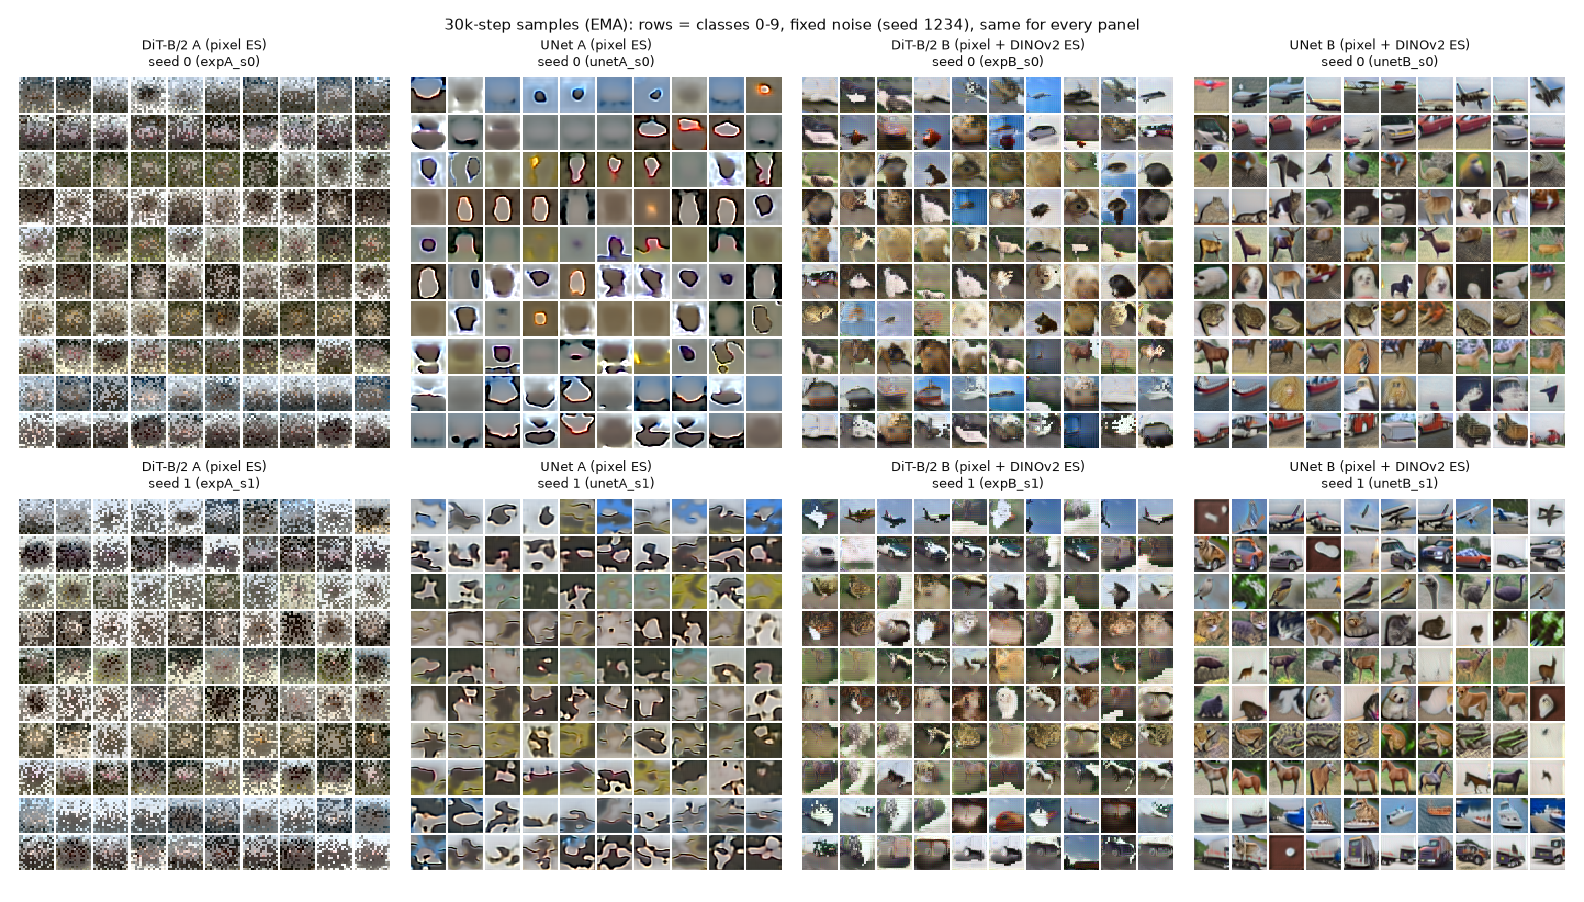 30k-step samples (EMA): rows = classes 0-9, fixed noise (seed 1234), same for every panel
DiT-B/2 A (pixel ES)
seed 0 (expA_s0)
UNet A (pixel ES)
seed 0 (unetA_s0)
DiT-B/2 B (pixel + DINOv2 ES)
seed 0 (expB_s0)
UNet B (pixel + DINOv2 ES)
seed 0 (unetB_s0)
DiT-B/2 A (pixel ES)
seed 1 (expA_s1)
UNet A (pixel ES)
seed 1 (unetA_s1)
DiT-B/2 B (pixel + DINOv2 ES)
seed 1 (expB_s1)
UNet B (pixel + DINOv2 ES)
seed 1 (unetB_s1)